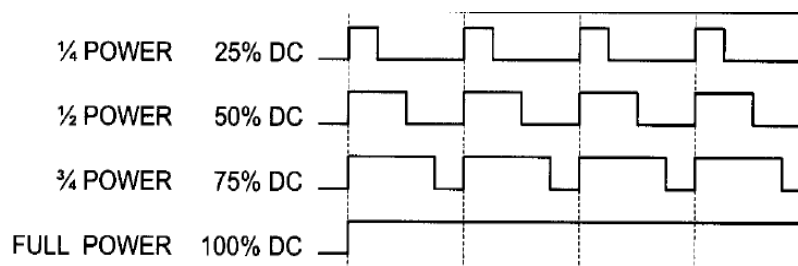 ¼ POWER 25% DC
½ POWER 50% DC
¾ POWER 75% DC
FULL POWER 100% DC